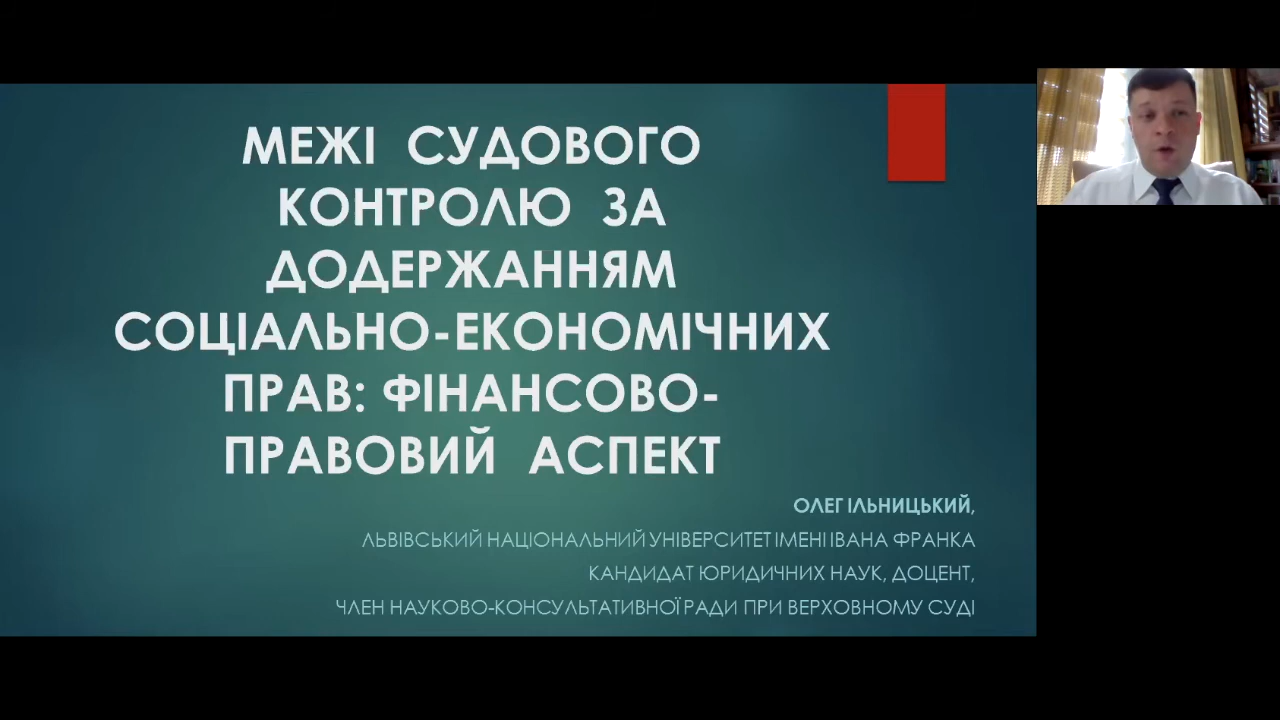 МЕЖІ СУДОВОГО
КОНТРОЛЮ ЗА
ДОДЕРЖАННЯМ
СОЦІАЛЬНО-ЕКОНОМІЧНИХ
ПРАВ: ФІНАНСОВО-
ПРАВОВИЙ АСПЕКТ
ОЛЕГ ІЛЬНИЦЬКИЙ,
ЛЬВІВСЬКИЙ НАЦІОНАЛЬНИЙ УНІВЕРСИТЕТ ІМЕНІ ІВАНА ФРАНКА
КАНДИДАТ ЮРИДИЧНИХ НАУК, ДОЦЕНТ,
ЧЛЕН НАУКОВО-КОНСУЛЬТАТИВНОЇ РАДИ ПРИ ВЕРХОВНОМУ СУДІ